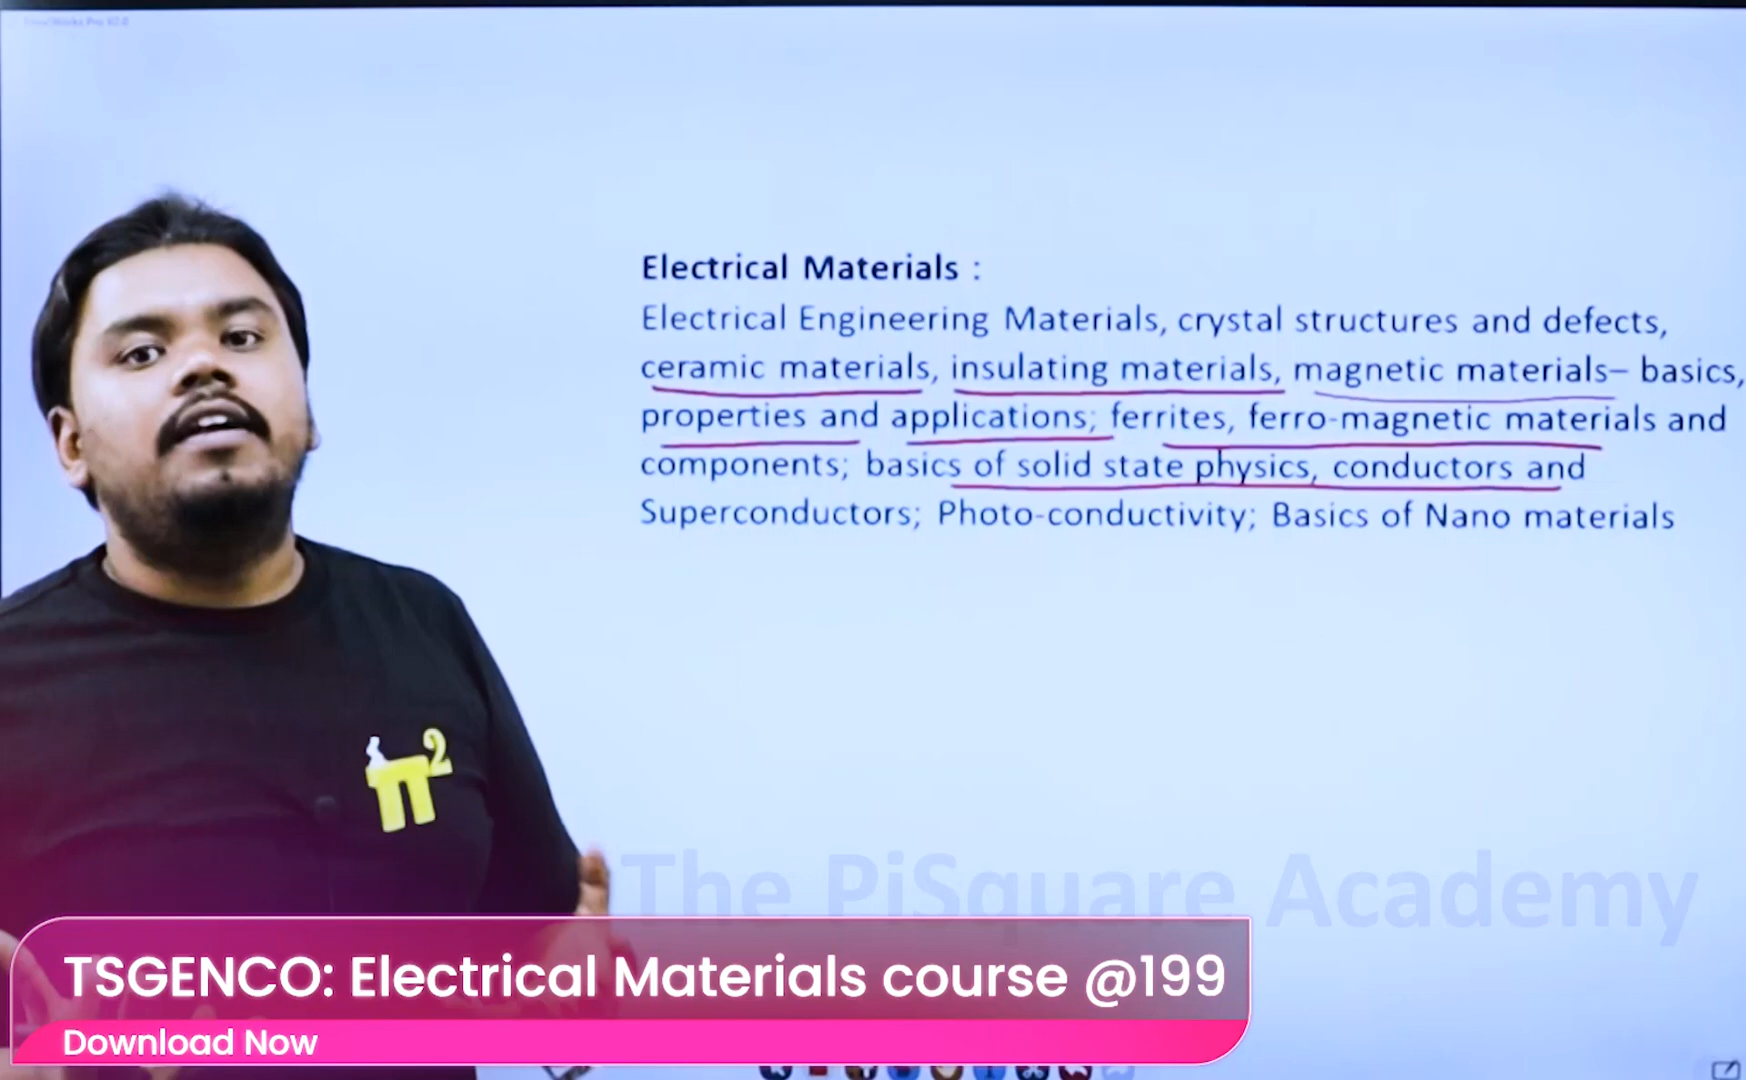 Electrical Materials :
Electrical Engineering Materials, crystal structures and defects,
ceramic materials, insulating materials, magnetic materials– basics,
properties and applications; ferrites, ferro-magnetic materials and
components; basics of solid state physics, conductors and
Superconductors; Photo-conductivity; Basics of Nano materials
π2
The PiSquare Academy
TSGENCO: Electrical Materials course @199
Download Now